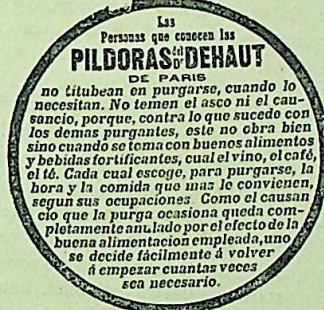 Las
Personas que conocen las
PILDORAS del Dr DEHAUT
DE PARIS
no titubean en purgarse, cuando lo
necesitan. No temen el asco ni el cau-
sancio, porque, contra lo que sucede con
los demas purgantes, este no obra bien
sino cuando se toma con buenos alimentos
y bebidas fortificantes, cual el vino, el café,
el té. Cada cual escoge, para purgarse, la
hora y la comida que mas le convienen,
segun sus ocupaciones. Como el causan
cio que la purga ocasiona queda com-
pletamente anulado por el efecto de la
buena alimentacion empleada, uno
se decide fácilmente á volver
á empezar cuantas veces
sea necesario.